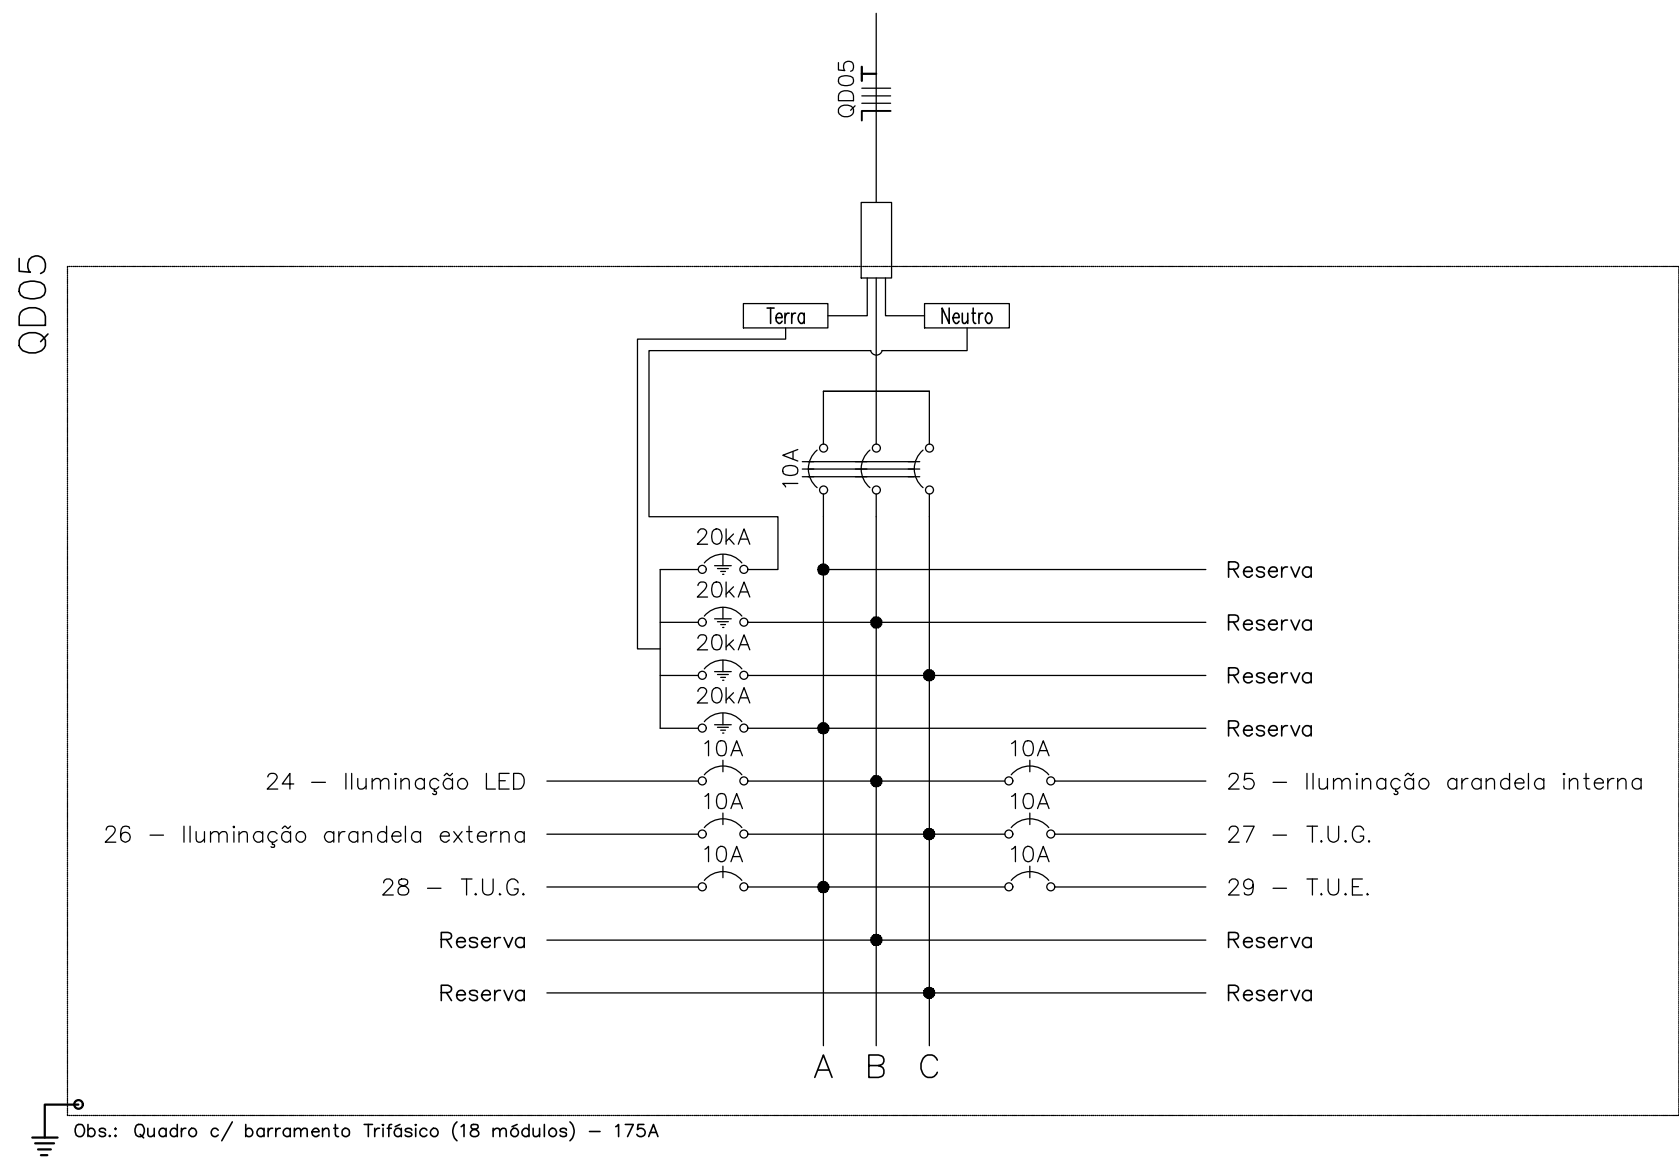 QD05
QD05
Terra
Neutro
10A
20kA
Reserva
20kA
Reserva
20kA
Reserva
20kA
Reserva
10A
10A
24 - Iluminação LED
25 - Iluminação arandela interna
10A
10A
26 - Iluminação arandela externa
27 - T.U.G.
10A
10A
28 - T.U.G.
29 - T.U.E.
Reserva
Reserva
Reserva
Reserva
A B C
Obs.: Quadro c/ barramento Trifásico (18 módulos) - 175A